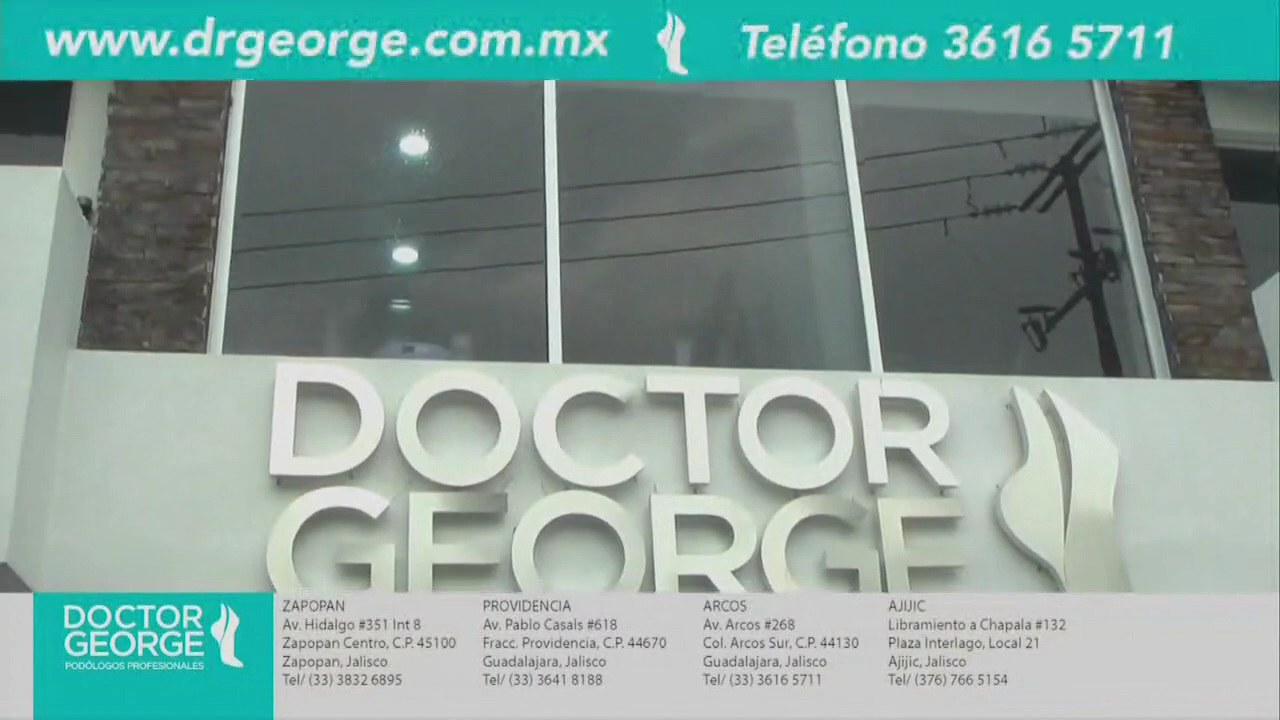 www.drgeorge.com.mx
Teléfono 3616 5711
DOCTOR
GEORGE
DOCTOR
GEORGE
PODÓLOGOS PROFESIONALES
ZAPOPAN
Av. Hidalgo #351 Int 8
Zapopan Centro, C.P. 45100
Zapopan, Jalisco
Tel/ (33) 3832 6895
PROVIDENCIA
Av. Pablo Casals #618
Fracc. Providencia, C.P. 44670
Guadalajara, Jalisco
Tel/ (33) 3641 8188
ARCOS
Av. Arcos #268
Col. Arcos Sur, C.P. 44130
Guadalajara, Jalisco
Tel/ (33) 3616 5711
AJIJIC
Libramiento a Chapala #132
Plaza Interlago, Local 21
Ajijic, Jalisco
Tel/ (376) 766 5154